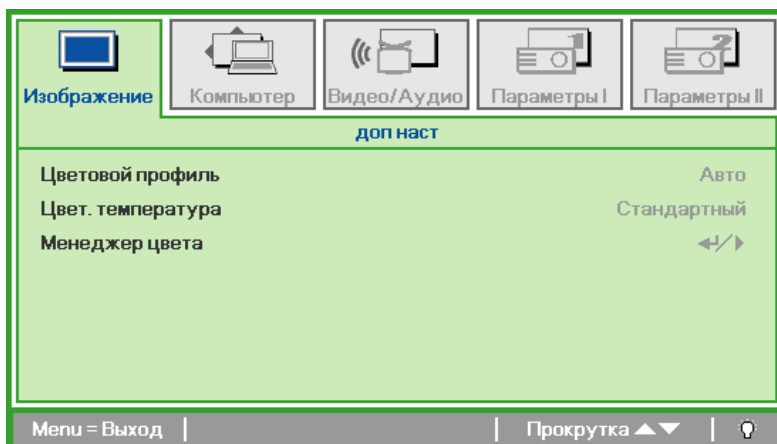 Изображение Компьютер Видео/Аудио Параметры I Параметры II
доп наст
Цветовой профиль Авто
Цвет. температура Стандартный
Менеджер цвета
Menu = Выход Прокрутка